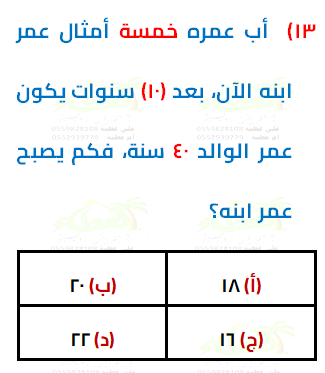 ١٣) أب عمره خمسة أمثال عمر
ابنه الآن، بعد (١٠) سنوات يكون
عمر الوالد ٤٠ سنة، فكم يصبح
عمر ابنه؟
(أ) ١٨ (ب) ٢٠
(ج) ١٦ (د) ٢٢